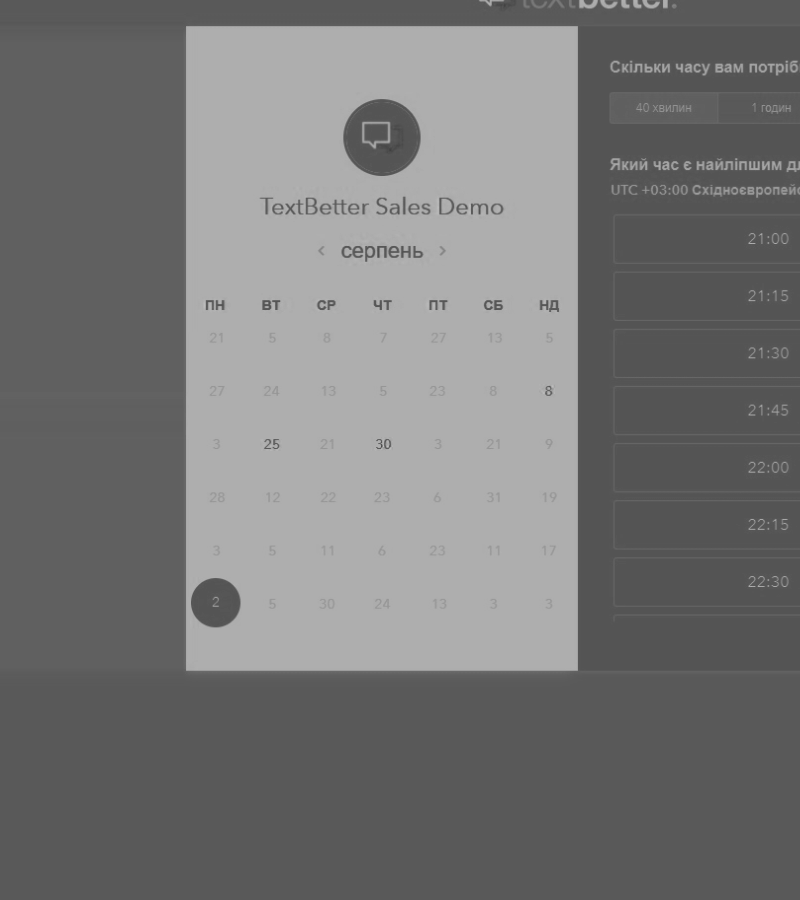 textbetter.
TextBetter Sales Demo
< серпень >
ПН ВТ СР ЧТ ПТ СБ НД
21 5 8 7 27 13 5
27 24 13 5 23 8 8
3 25 21 30 3 21 9
28 12 22 23 6 31 19
3 5 11 6 23 11 17
2 5 30 24 13 3 3
Скільки часу вам потріб
40 хвилин 1 годин
Який час є найліпшим д
UTC +03:00 Східноєвропейс
21:00
21:15
21:30
21:45
22:00
22:15
22:30